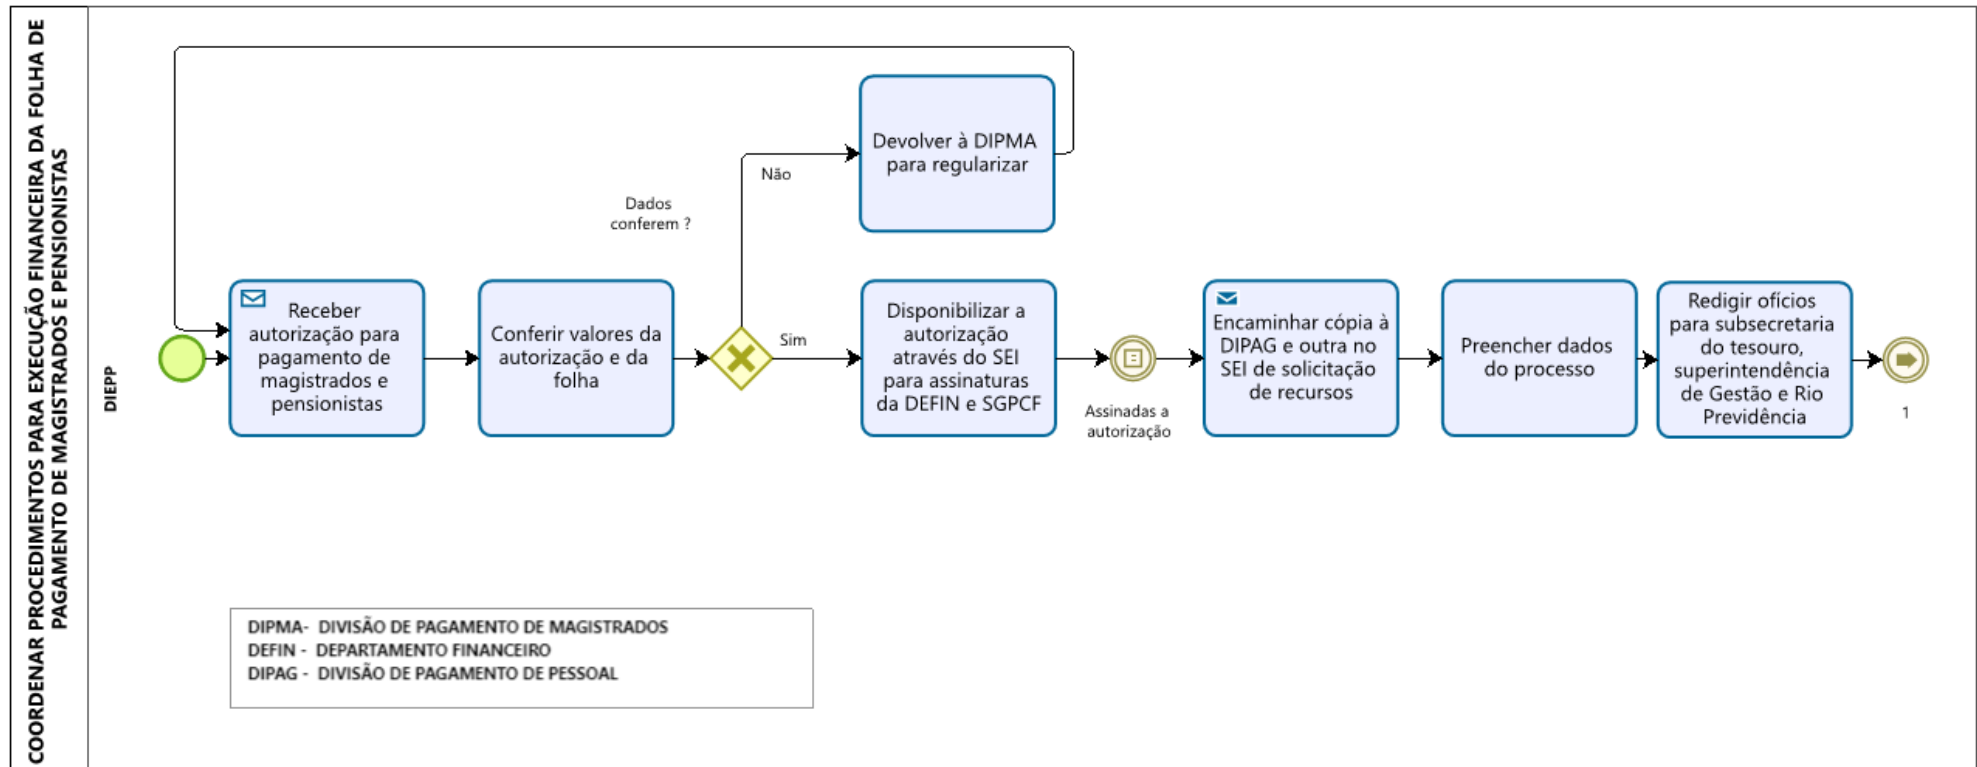 COORDENAR PROCEDIMENTOS PARA EXECUÇÃO FINANCEIRA DA FOLHA DE
PAGAMENTO DE MAGISTRADOS E PENSIONISTAS
DIEPP
Receber
autorização para
pagamento de
magistrados e
pensionistas
Conferir valores da
autorização e da
folha
Dados
conferem ?
Não
Devolver à DIPMA
para regularizar
Sim
Disponibilizar a
autorização
através do SEI
para assinaturas
da DEFIN e SGPCF
Assinadas a
autorização
Encaminhar cópia à
DIPAG e outra no
SEI de solicitação
de recursos
Preencher dados
do processo
Redigir ofícios
para subsecretaria
do tesouro,
superintendência
de Gestão e Rio
Previdência
1
DIPMA-  DIVISÃO DE PAGAMENTO DE MAGISTRADOS
DEFIN -  DEPARTAMENTO FINANCEIRO
DIPAG -  DIVISÃO DE PAGAMENTO DE PESSOAL